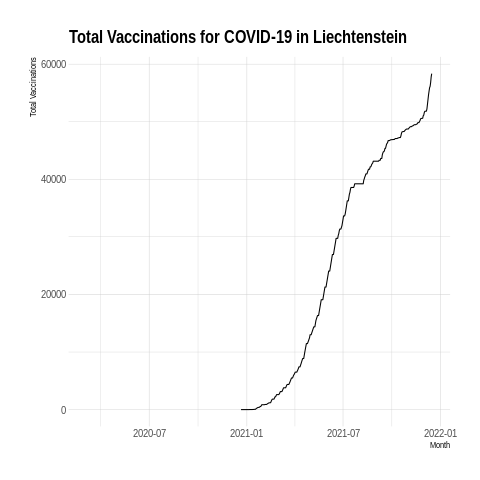 Total Vaccinations for COVID-19 in Liechtenstein
Total Vaccinations
60000
40000
20000
0
2020-07 2021-01 2021-07 2022-01
Month